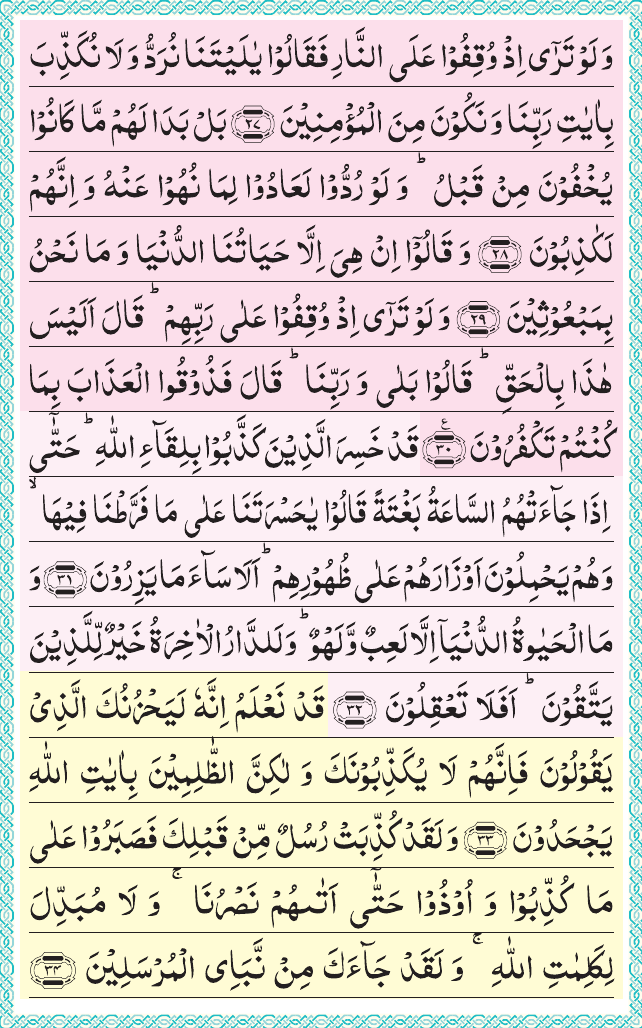 وَ لَوْ تَرٰٓى اِذْ وُقِفُوْا عَلَى النَّارِ فَقَالُوْا يٰلَيْتَنَا نُرَدُّ وَ لَا نُكَذِّبَ
بِاٰيٰتِ رَبِّنَا وَ نَكُوْنَ مِنَ الْمُؤْمِنِيْنَ ﴿۲۷﴾ بَلْ بَدَا لَهُمْ مَّا كَانُوْا
يُخْفُوْنَ مِنْ قَبْلُ ؕ وَ لَوْ رُدُّوْا لَعَادُوْا لِمَا نُهُوْا عَنْهُ وَ اِنَّهُمْ
لَكٰذِبُوْنَ ﴿۲۸﴾ وَ قَالُوْۤا اِنْ هِىَ اِلَّا حَيَاتُنَا الدُّنْيَا وَ مَا نَحْنُ
بِمَبْعُوْثِيْنَ ﴿۲۹﴾ وَ لَوْ تَرٰٓى اِذْ وُقِفُوْا عَلٰى رَبِّهِمْ ؕ قَالَ اَلَيْسَ
هٰذَا بِالْحَقِّ ؕ قَالُوْا بَلٰى وَ رَبِّنَا ؕ قَالَ فَذُوْقُوا الْعَذَابَ بِمَا
كُنْتُمْ تَكْفُرُوْنَ ﴿۳۰﴾ ع قَدْ خَسِرَ الَّذِيْنَ كَذَّبُوْا بِلِقَآءِ اللّٰهِ ؕ حَتّٰٓى
اِذَا جَآءَتْهُمُ السَّاعَةُ بَغْتَةً قَالُوْا يٰحَسْرَتَنَا عَلٰى مَا فَرَّطْنَا فِيْهَا ۙ
وَ هُمْ يَحْمِلُوْنَ اَوْزَارَهُمْ عَلٰى ظُهُوْرِهِمْ ؕ اَلَا سَآءَ مَا يَزِرُوْنَ ﴿۳۱﴾ وَ
مَا الْحَيٰوةُ الدُّنْيَاۤ اِلَّا لَعِبٌ وَّ لَهْوٌ ؕ وَ لَلدَّارُ الْاٰخِرَةُ خَيْرٌ لِّلَّذِيْنَ
يَتَّقُوْنَ ؕ اَفَلَا تَعْقِلُوْنَ ﴿۳۲﴾ قَدْ نَعْلَمُ اِنَّهٗ لَيَحْزُنُكَ الَّذِىْ
يَقُوْلُوْنَ فَاِنَّهُمْ لَا يُكَذِّبُوْنَكَ وَ لٰكِنَّ الظّٰلِمِيْنَ بِاٰيٰتِ اللّٰهِ
يَجْحَدُوْنَ ﴿۳۳﴾ وَ لَقَدْ كُذِّبَتْ رُسُلٌ مِّنْ قَبْلِكَ فَصَبَرُوْا عَلٰى
مَا كُذِّبُوْا وَ اُوْذُوْا حَتّٰٓى اَتٰىهُمْ نَصْرُنَا ۚ وَ لَا مُبَدِّلَ
لِكَلِمٰتِ اللّٰهِ ۚ وَ لَقَدْ جَآءَكَ مِنْ نَّبَاِى الْمُرْسَلِيْنَ ﴿۳۴﴾